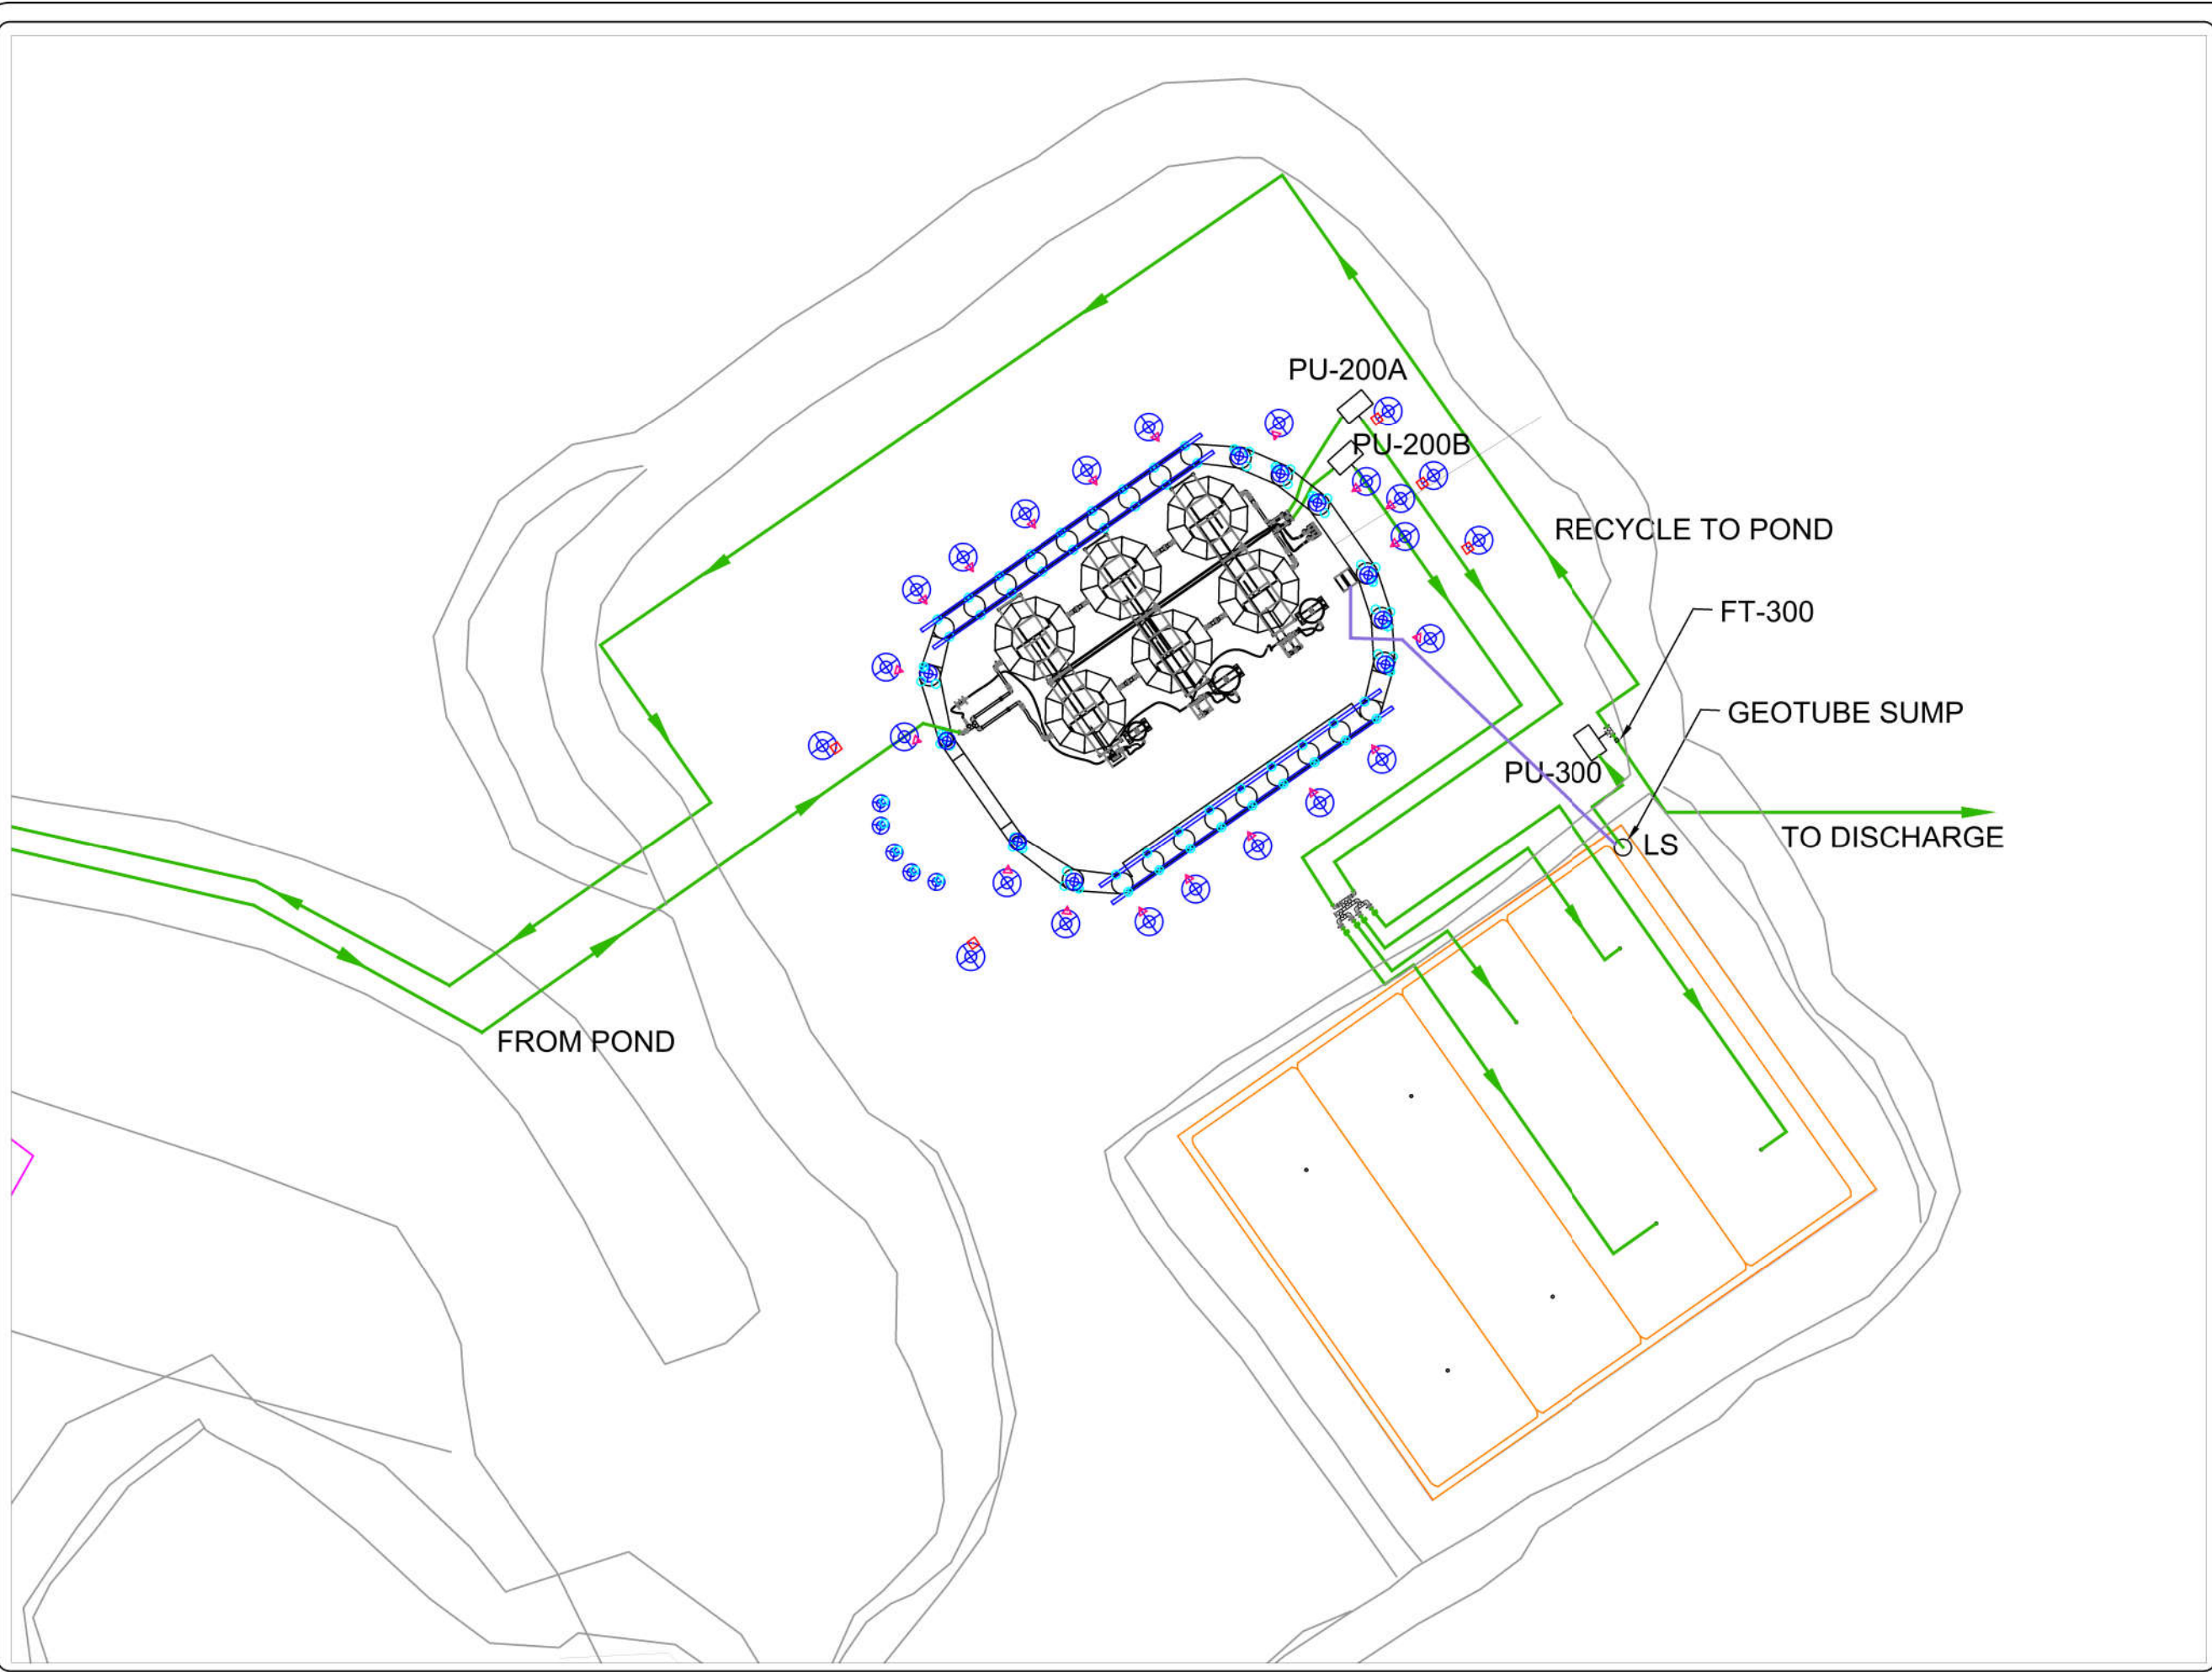 PU-200A
PU-200B
RECYCLE TO POND
FT-300
GEOTUBE SUMP
PU-300
TO DISCHARGE
LS
FROM POND